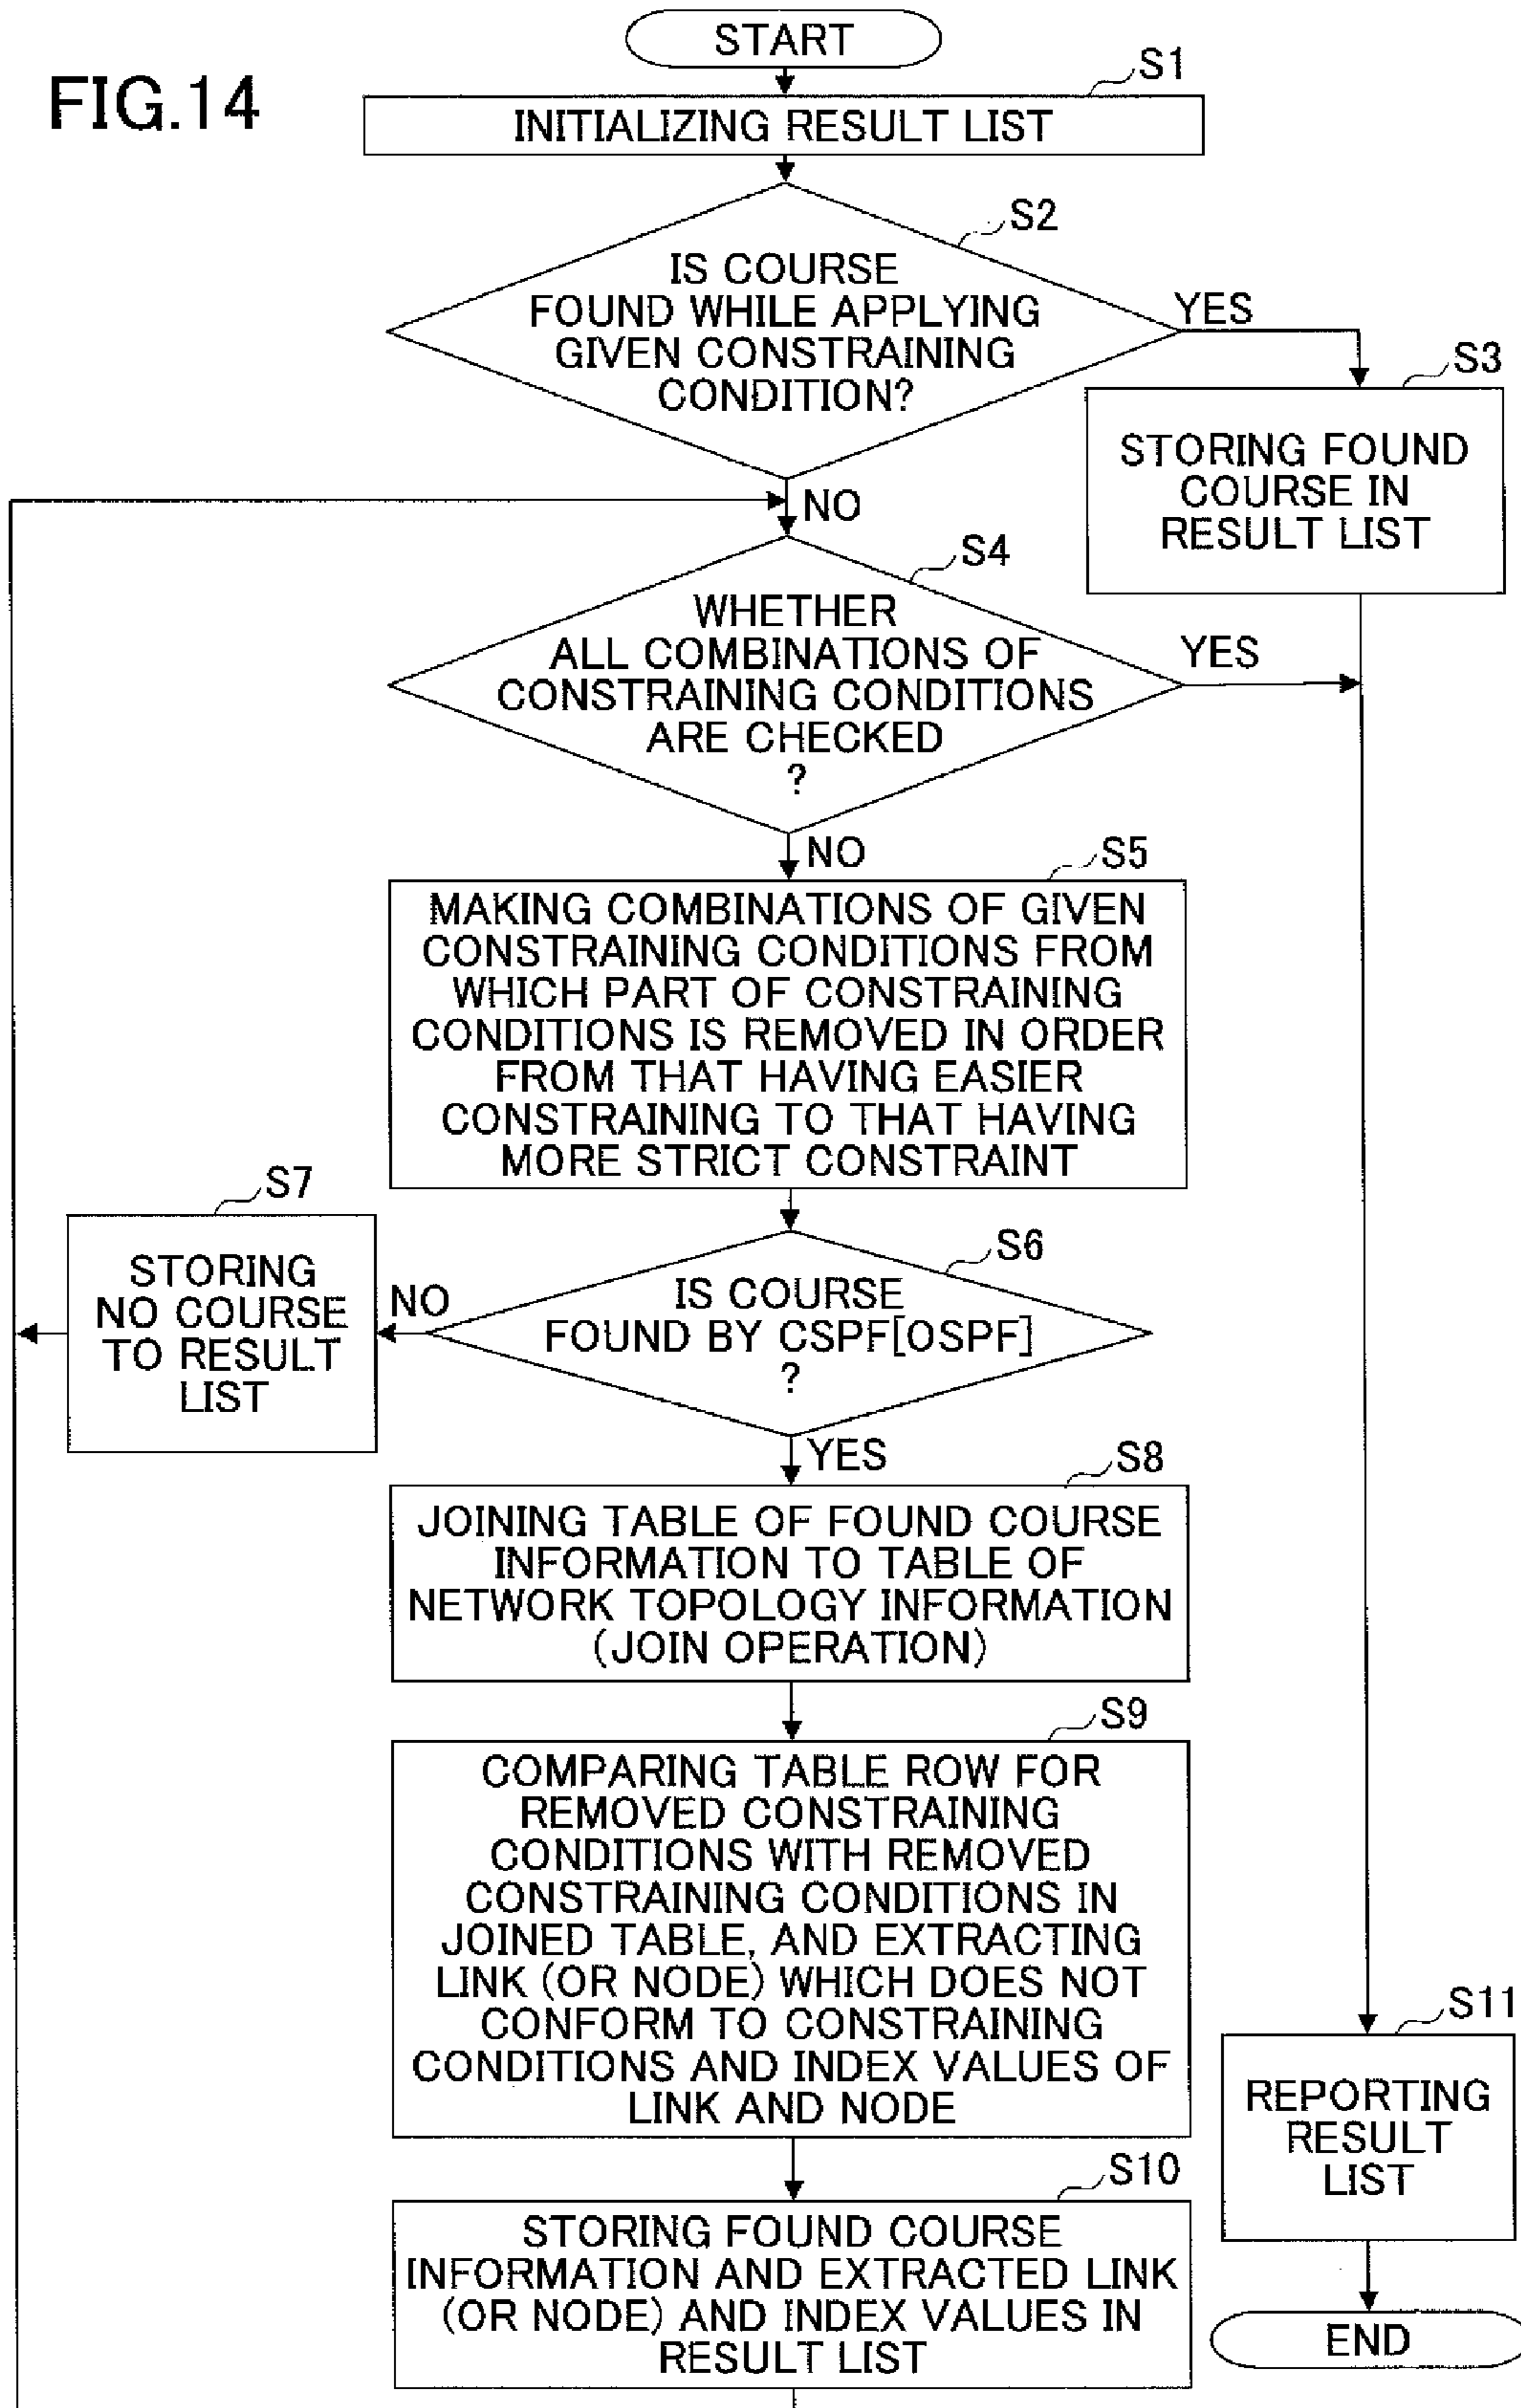 FIG.14
START
S1
INITIALIZING RESULT LIST
S2
IS COURSE
FOUND WHILE APPLYING
GIVEN CONSTRAINING
CONDITION?
YES
S3
STORING FOUND
COURSE IN
RESULT LIST
NO
S4
WHETHER
ALL COMBINATIONS OF
CONSTRAINING CONDITIONS
ARE CHECKED
?
YES
NO
S5
MAKING COMBINATIONS OF GIVEN
CONSTRAINING CONDITIONS FROM
WHICH PART OF CONSTRAINING
CONDITIONS IS REMOVED IN ORDER
FROM THAT HAVING EASIER
CONSTRAINING TO THAT HAVING
MORE STRICT CONSTRAINT
S7
STORING
NO COURSE
TO RESULT
LIST
NO
S6
IS COURSE
FOUND BY CSPF[OSPF]
?
YES
S8
JOINING TABLE OF FOUND COURSE
INFORMATION TO TABLE OF
NETWORK TOPOLOGY INFORMATION
(JOIN OPERATION)
S9
COMPARING TABLE ROW FOR
REMOVED CONSTRAINING
CONDITIONS WITH REMOVED
CONSTRAINING CONDITIONS IN
JOINED TABLE, AND EXTRACTING
LINK (OR NODE) WHICH DOES NOT
CONFORM TO CONSTRAINING
CONDITIONS AND INDEX VALUES OF
LINK AND NODE
S11
REPORTING
RESULT
LIST
S10
STORING FOUND COURSE
INFORMATION AND EXTRACTED LINK
(OR NODE) AND INDEX VALUES IN
RESULT LIST
END